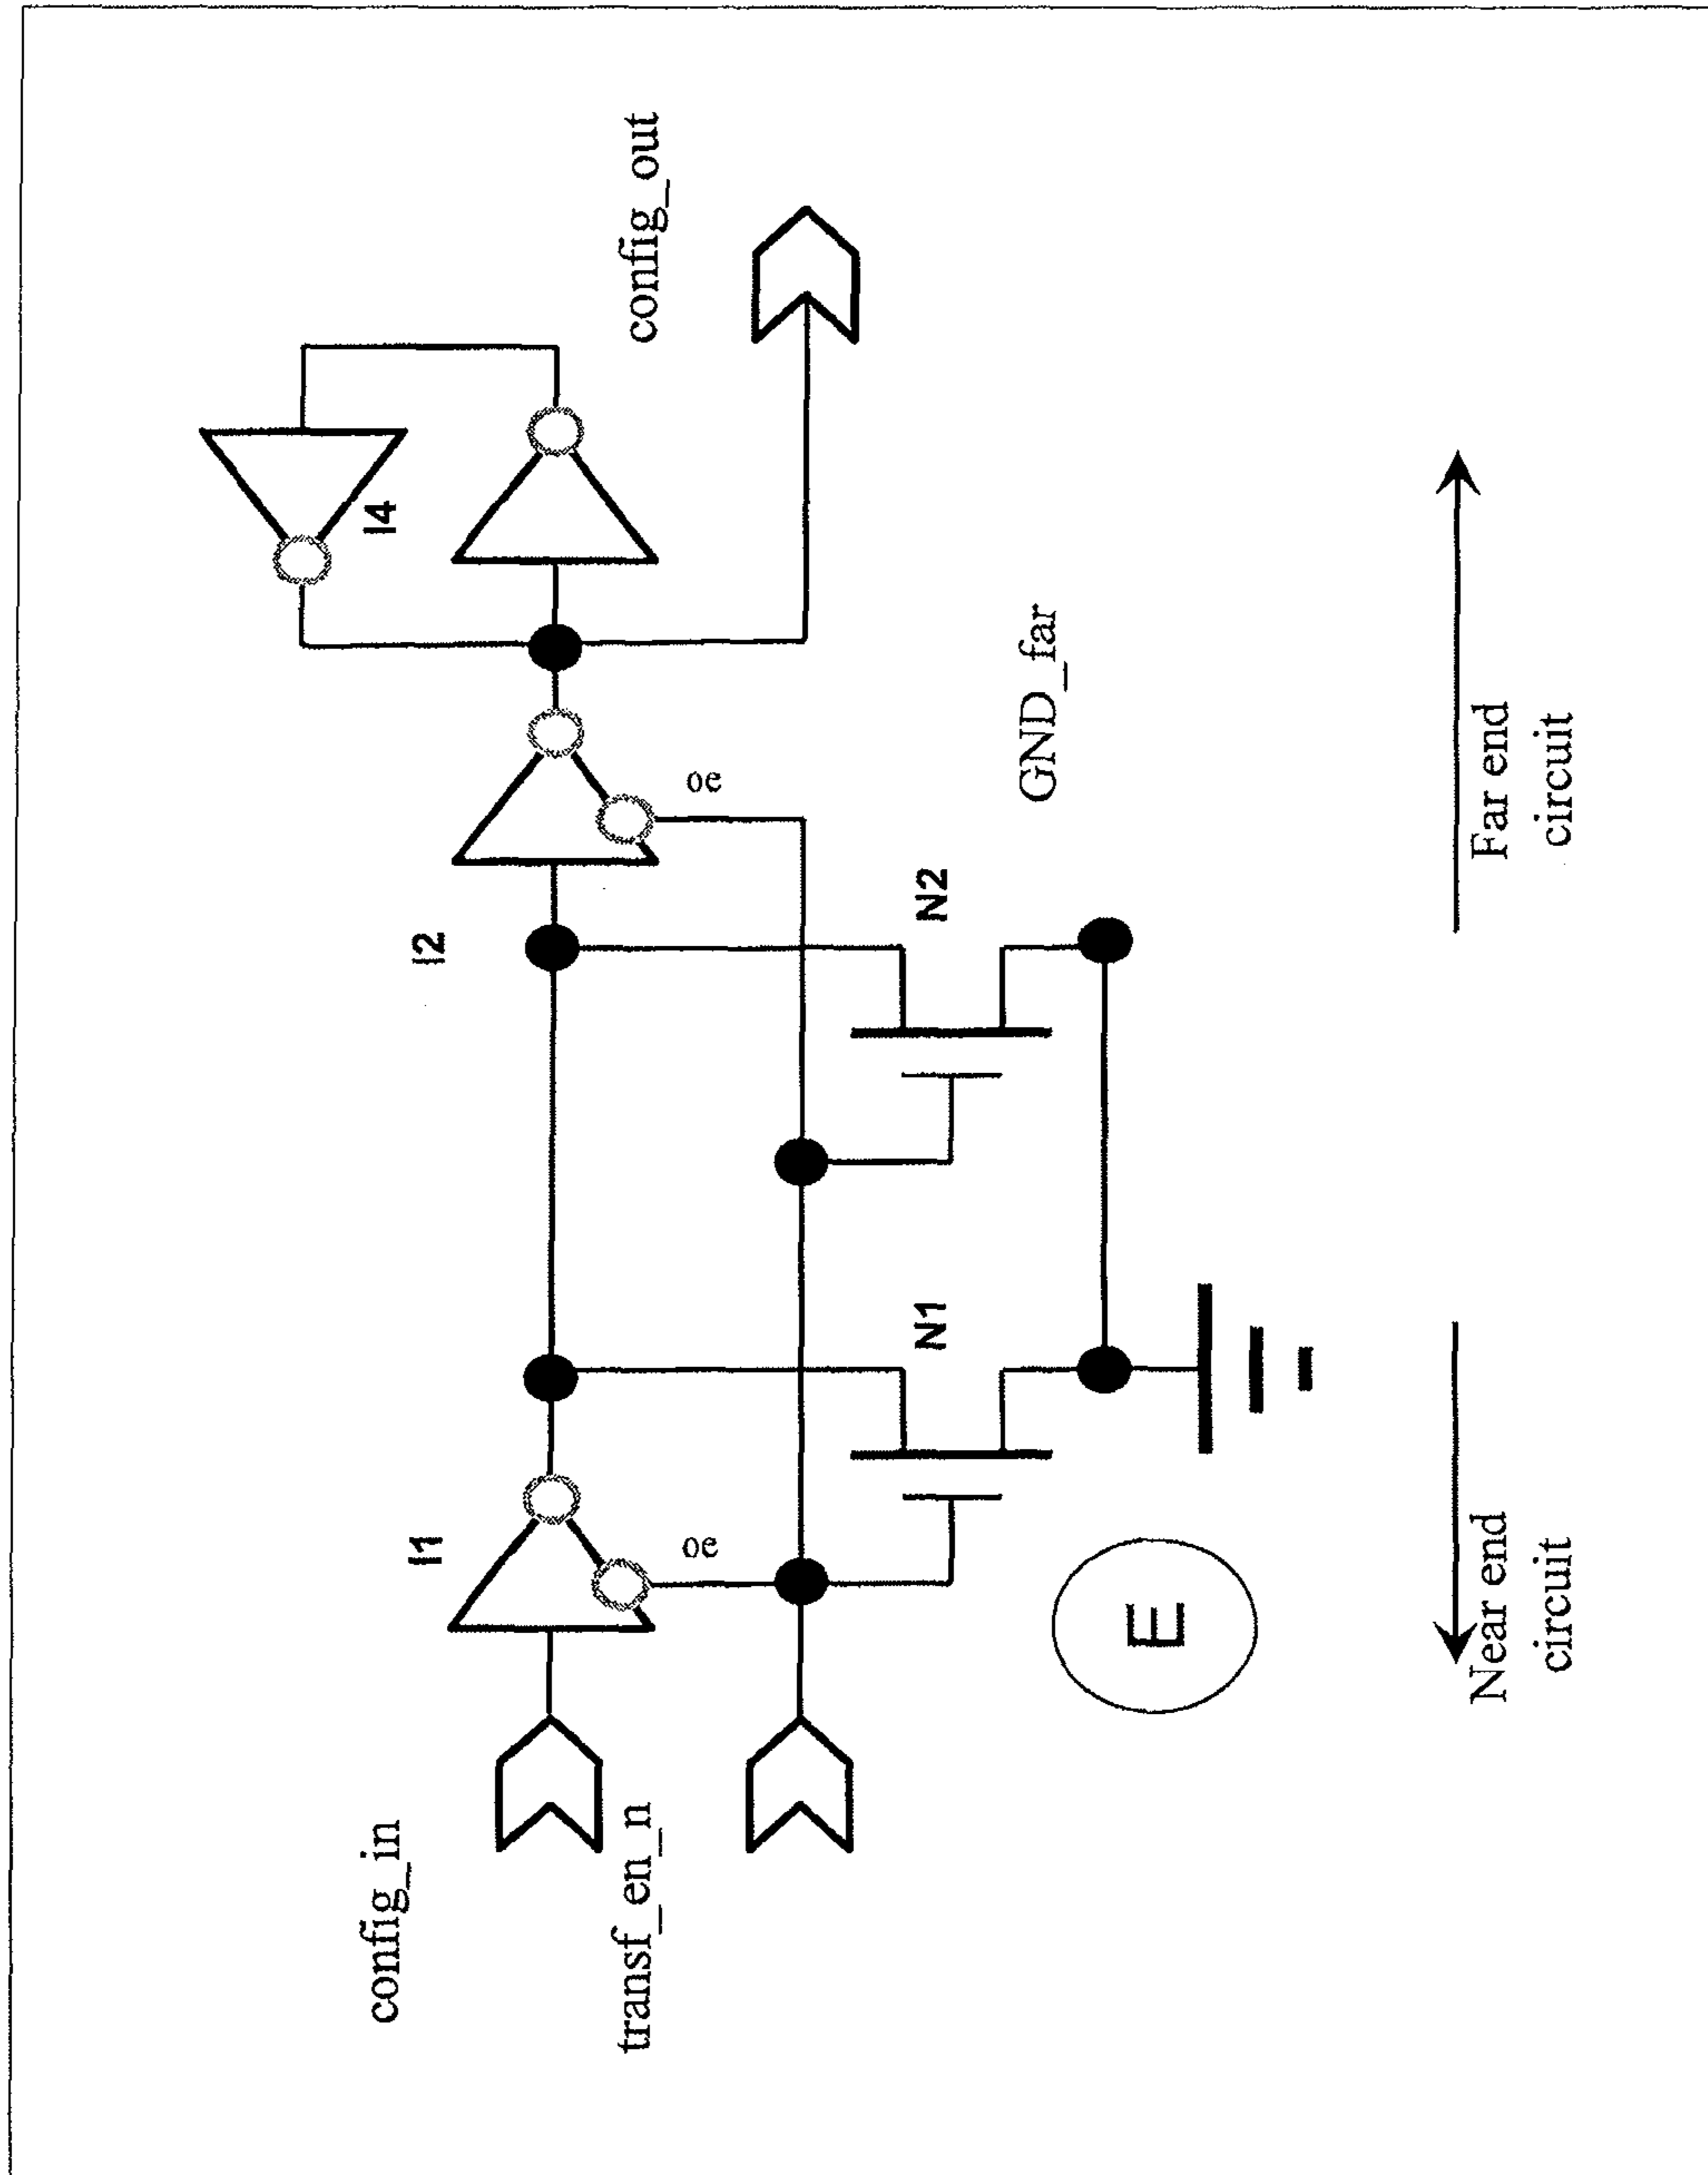 config_out
I4
I2
oe
GND_far
N2
I1
oe
N1
config_in
transf_en_n
E
Far end
circuit
Near end
circuit